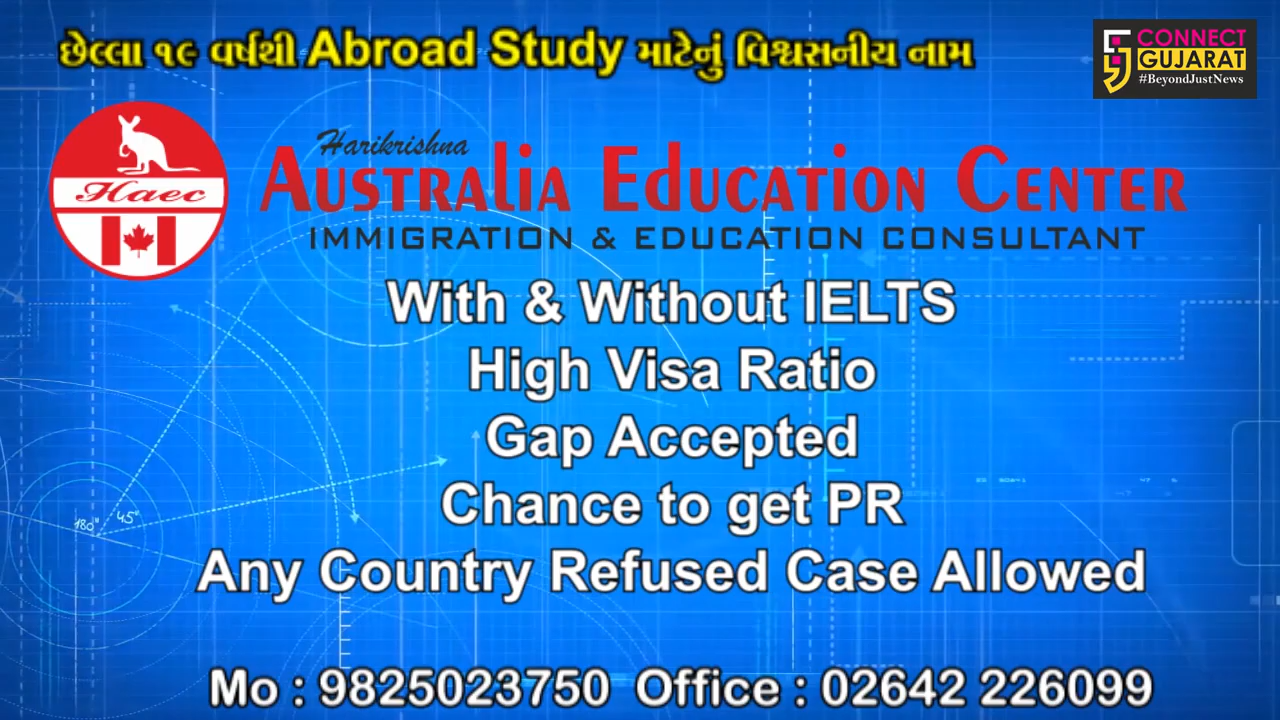 છેલ્લા ૧૯ વર્ષથી Abroad Study માટેનું વિશ્વસનીય નામ
CONNECT
GUJARAT
#BeyondJustNews
Haec
Harikrishna
AUSTRALIA EDUCATION CENTER
IMMIGRATION & EDUCATION CONSULTANT
With & Without IELTS
High Visa Ratio
Gap Accepted
Chance to get PR
Any Country Refused Case Allowed
180° 45°
Mo : 9825023750 Office : 02642 226099